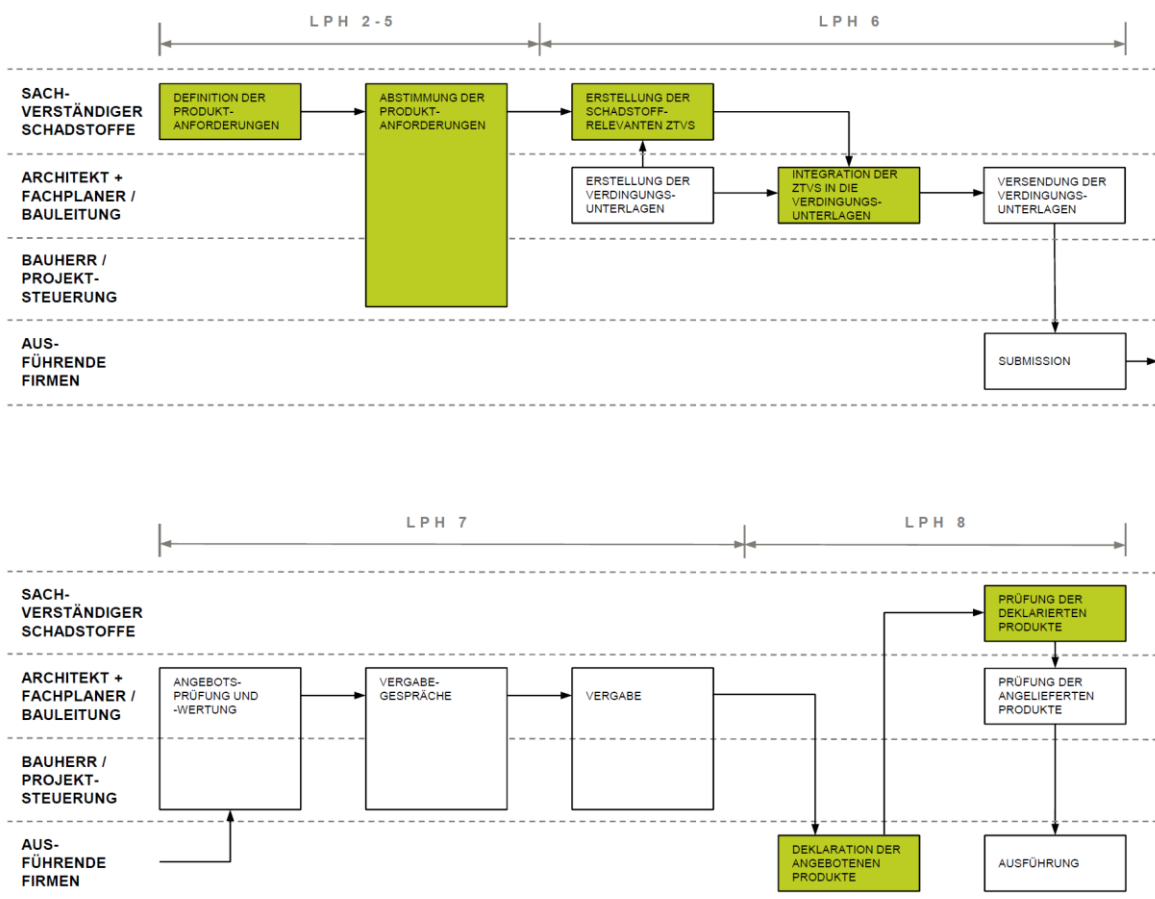 LPH 2-5
LPH 6
SACH-
VERSTÄNDIGER
SCHADSTOFFE
DEFINITION DER
PRODUKT-
ANFORDERUNGEN
ABSTIMMUNG DER
PRODUKT-
ANFORDERUNGEN
ERSTELLUNG DER
SCHADSTOFF-
RELEVANTEN ZTVS
ARCHITEKT +
FACHPLANER /
BAULEITUNG
ERSTELLUNG DER
VERDINGUNGS-
UNTERLAGEN
INTEGRATION DER
ZTVS IN DIE
VERDINGUNGS-
UNTERLAGEN
VERSENDUNG DER
VERDINGUNGS-
UNTERLAGEN
BAUHERR /
PROJEKT-
STEUERUNG
AUS-
FÜHRENDE
FIRMEN
SUBMISSION
LPH 7
LPH 8
SACH-
VERSTÄNDIGER
SCHADSTOFFE
PRÜFUNG DER
DEKLARIERTEN
PRODUKTE
ARCHITEKT +
FACHPLANER /
BAULEITUNG
ANGEBOTS-
PRÜFUNG UND
-WERTUNG
VERGABE-
GESPRÄCHE
VERGABE
PRÜFUNG DER
ANGELIEFERTEN
PRODUKTE
BAUHERR /
PROJEKT-
STEUERUNG
AUS-
FÜHRENDE
FIRMEN
DEKLARATION DER
ANGEBOTENEN
PRODUKTE
AUSFÜHRUNG